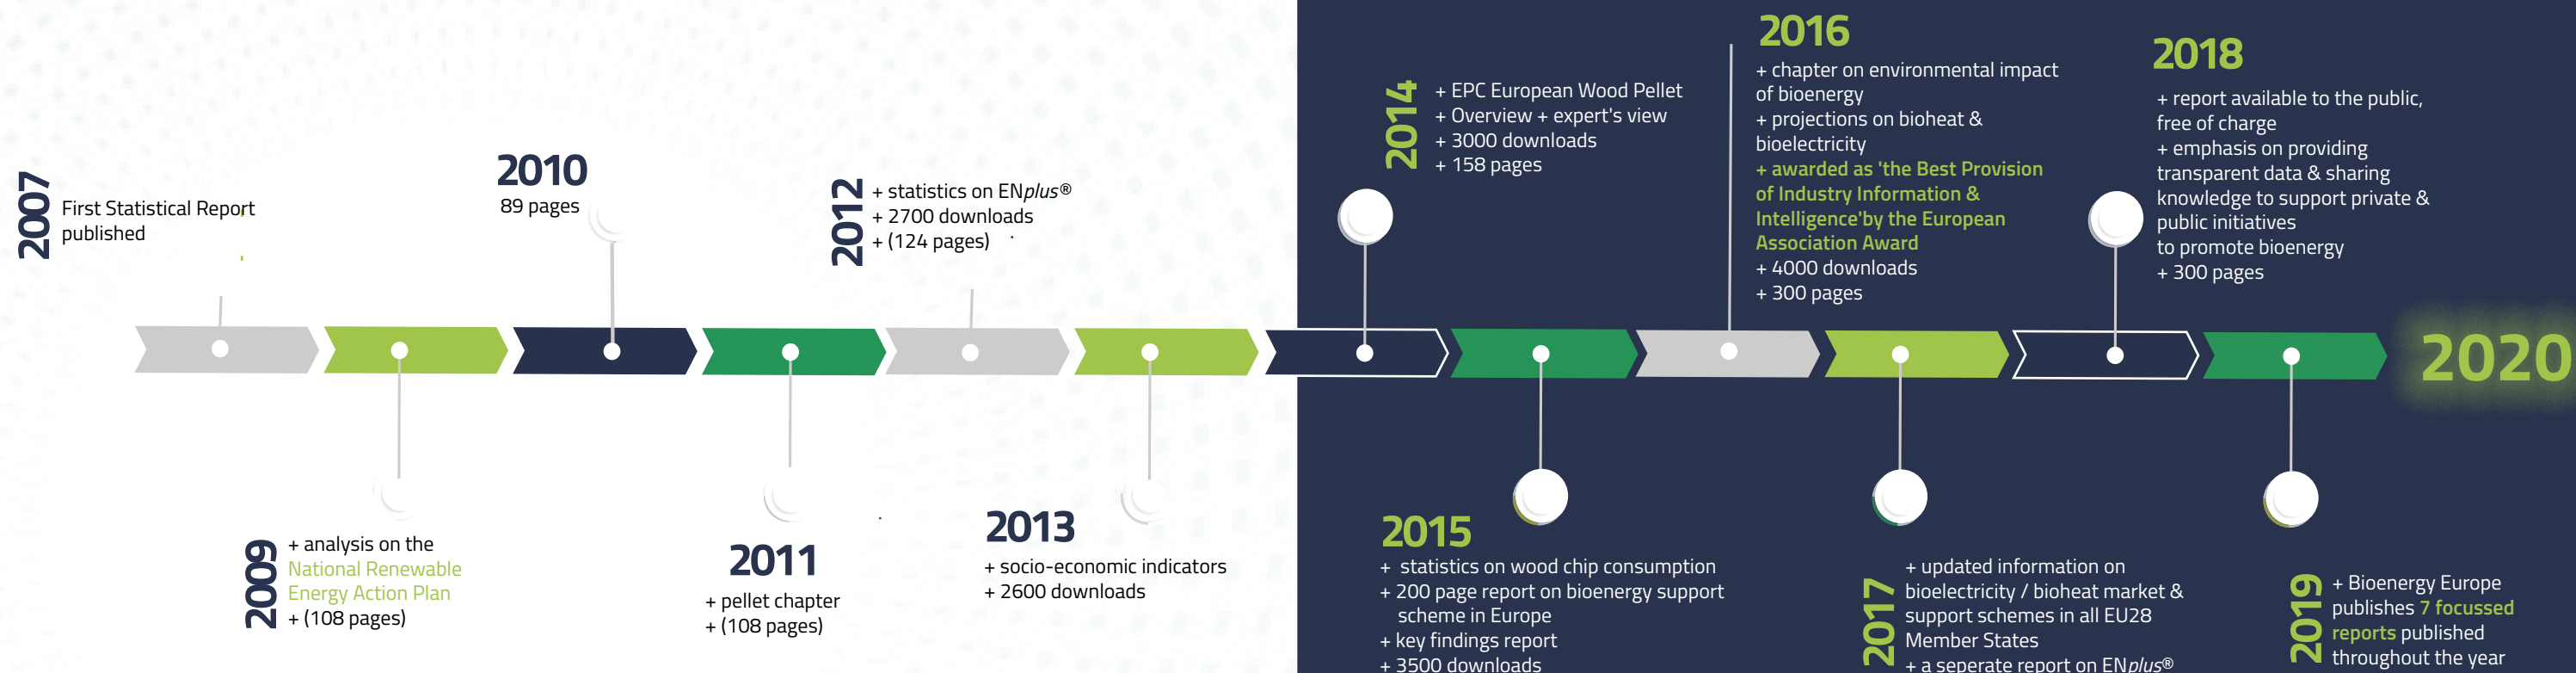 2007
First Statistical Report
published
2009
+ analysis on the
National Renewable
Energy Action Plan
+ (108 pages)
2010
89 pages
2011
+ pellet chapter
+ (108 pages)
2012
+ statistics on ENplus®
+ 2700 downloads
+ (124 pages)
2013
+ socio-economic indicators
+ 2600 downloads
2014
+ EPC European Wood Pellet
+ Overview + expert's view
+ 3000 downloads
+ 158 pages
2015
+ statistics on wood chip consumption
+ 200 page report on bioenergy support
scheme in Europe
+ key findings report
+ 3500 downloads
2016
+ chapter on environmental impact
of bioenergy
+ projections on bioheat &
bioelectricity
+ awarded as 'the Best Provision
of Industry Information &
Intelligence'by the European
Association Award
+ 4000 downloads
+ 300 pages
2017
+ updated information on
bioelectricity / bioheat market &
support schemes in all EU28
Member States
+ a seperate report on ENplus®
2018
+ report available to the public,
free of charge
+ emphasis on providing
transparent data & sharing
knowledge to support private &
public initiatives
to promote bioenergy
+ 300 pages
2019
+ Bioenergy Europe
publishes 7 focussed
reports published
throughout the year
2020